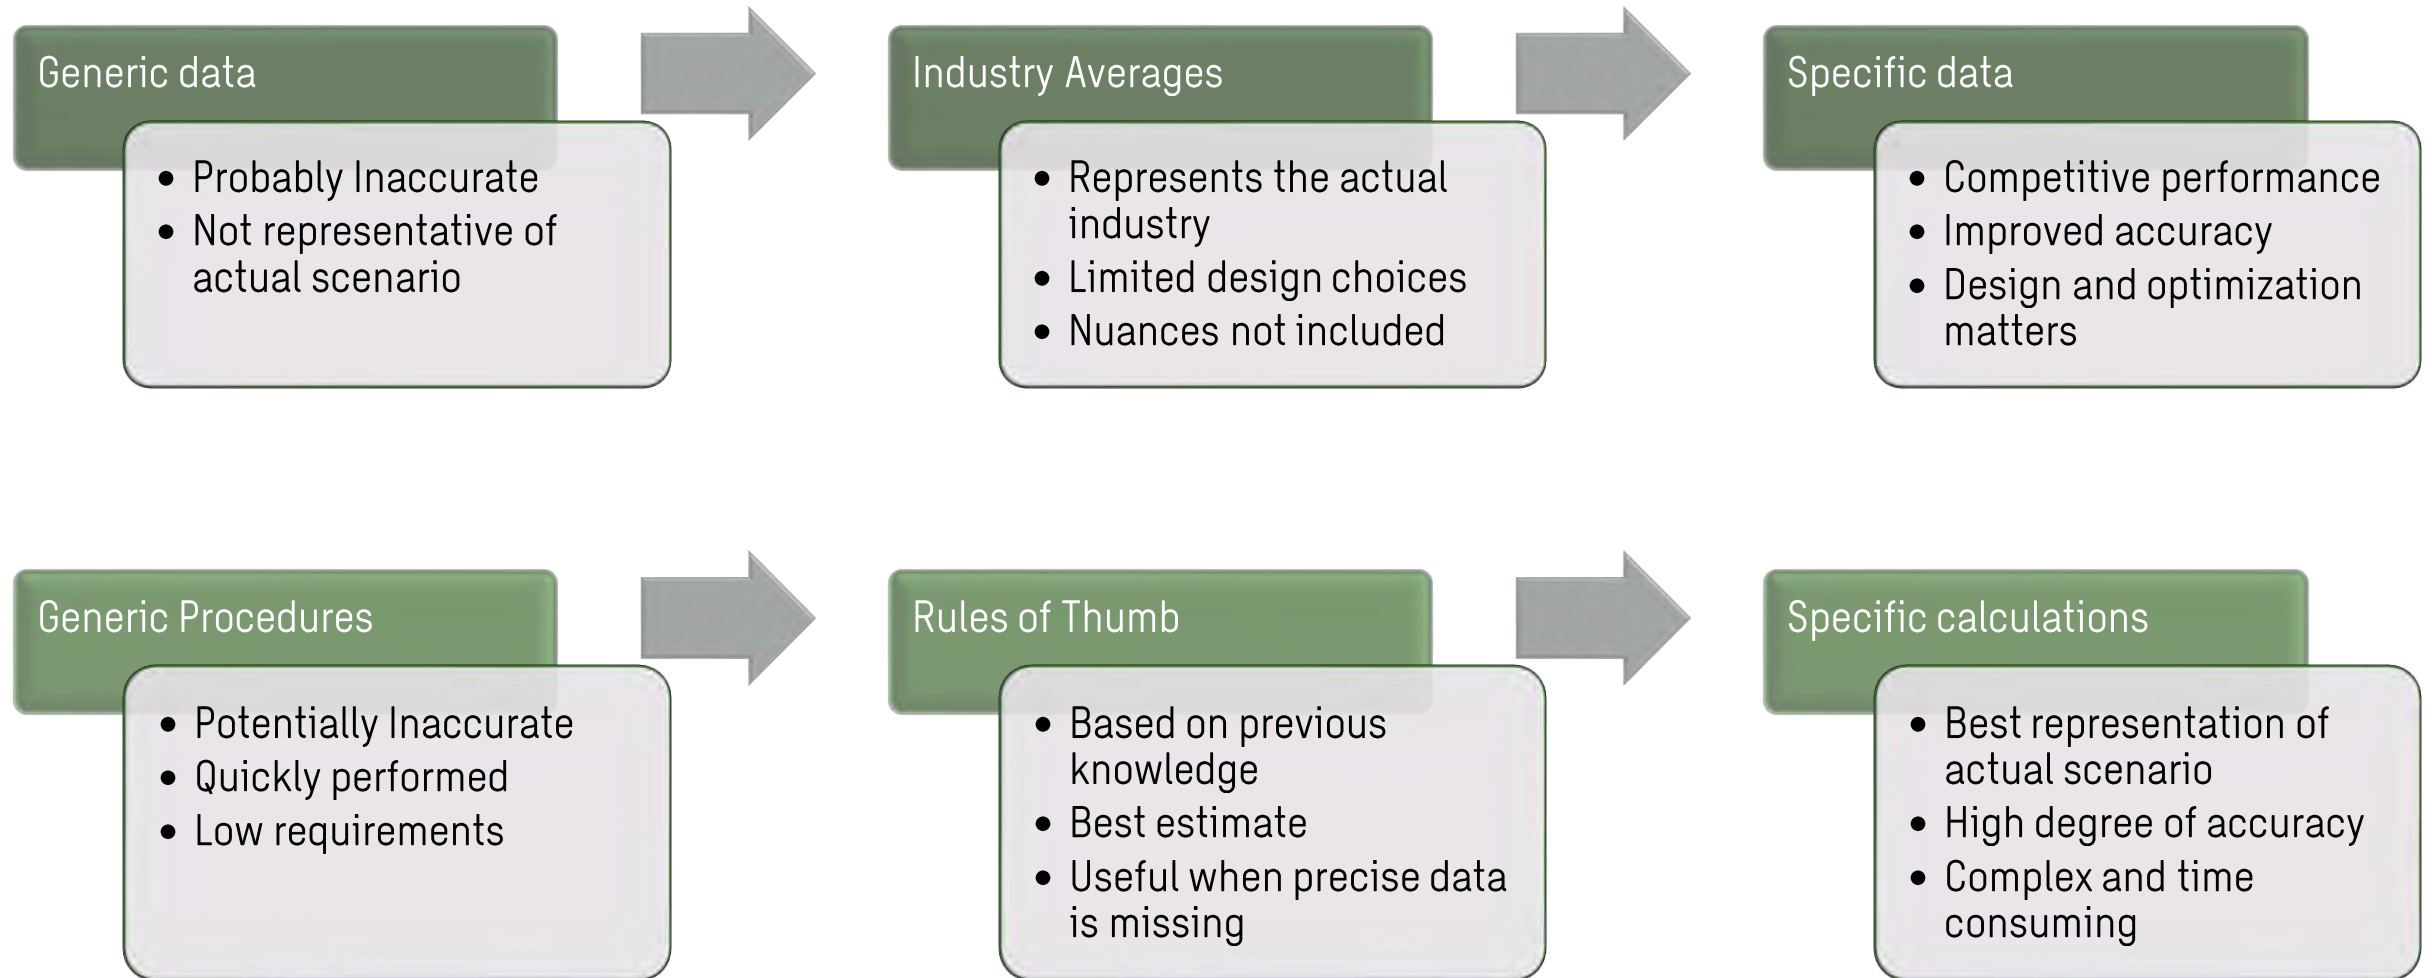 Generic data
• Probably Inaccurate
• Not representative of
actual scenario
Industry Averages
• Represents the actual
industry
• Limited design choices
• Nuances not included
Specific data
• Competitive performance
• Improved accuracy
• Design and optimization
matters
Generic Procedures
• Potentially Inaccurate
• Quickly performed
• Low requirements
Rules of Thumb
• Based on previous
knowledge
• Best estimate
• Useful when precise data
is missing
Specific calculations
• Best representation of
actual scenario
• High degree of accuracy
• Complex and time
consuming